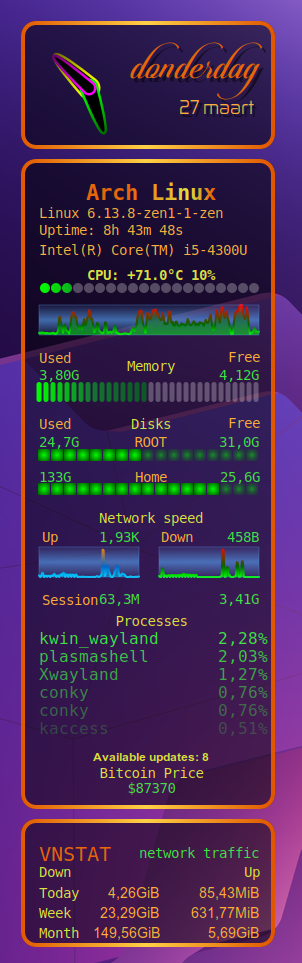 donderdag
27 maart
Arch Linux
Linux 6.13.8-zen1-1-zen
Uptime: 8h 43m 48s
Intel(R) Core(TM) i5-4300U
CPU: +71.0°C 10%
Used Memory Free
3,80G 4,12G
Used Disks Free
24,7G ROOT 31,0G
133G Home 25,6G
Network speed
Up 1,93K Down 458B
Session 63,3M 3,41G
Processes
kwin_wayland 2,28%
plasmashell 2,03%
Xwayland 1,27%
conky 0,76%
conky 0,76%
kaccess 0,51%
Available updates: 8
Bitcoin Price
$87370
VNSTAT network traffic
Down Up
Today 4,26GiB 85,43MiB
Week 23,29GiB 631,77MiB
Month 149,56GiB 5,69GiB